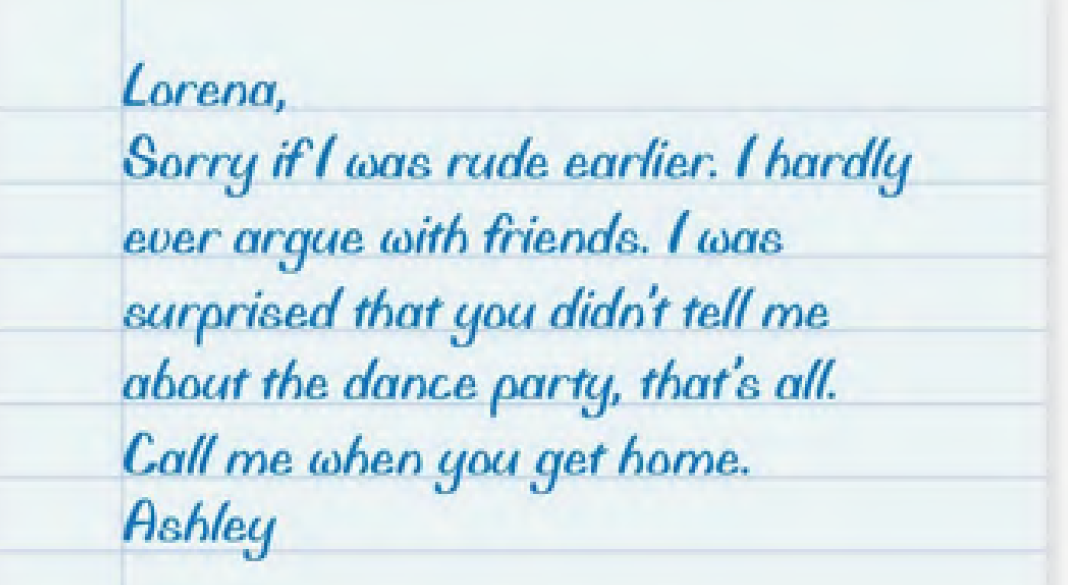 Lorena,
Sorry if I was rude earlier. I hardly
ever argue with friends. I was
surprised that you didn't tell me
about the dance party, that's all.
Call me when you get home.
Ashley